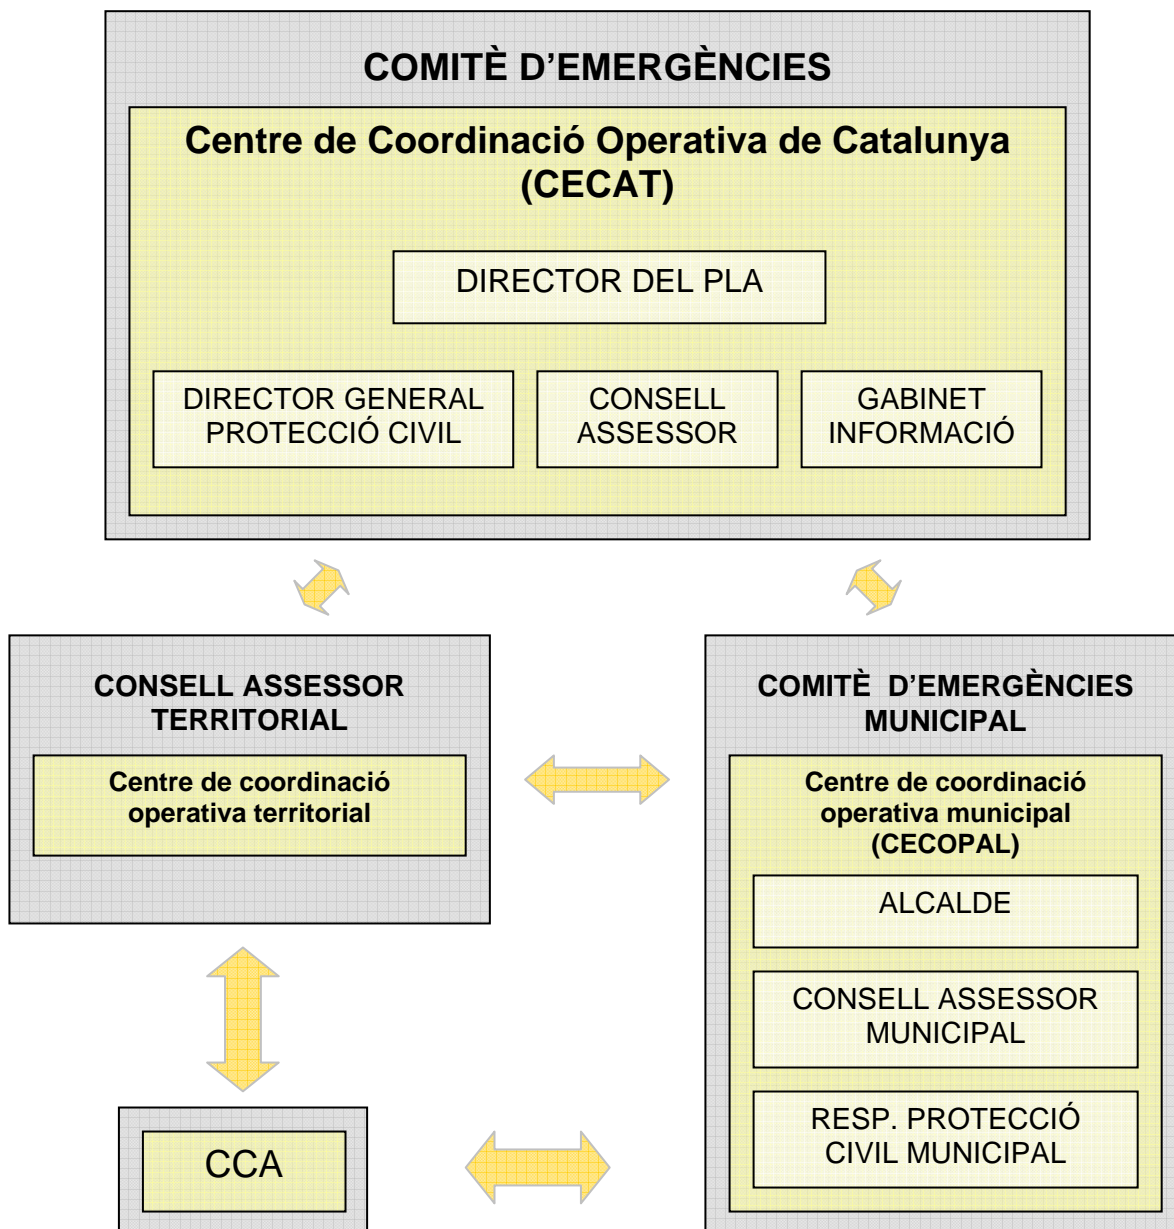 COMITÈ D’EMERGÈNCIES
Centre de Coordinació Operativa de Catalunya
(CECAT)
DIRECTOR DEL PLA
DIRECTOR GENERAL
PROTECCIÓ CIVIL
CONSELL
ASSESSOR
GABINET
INFORMACIÓ
CONSELL ASSESSOR
TERRITORIAL
Centre de coordinació
operativa territorial
COMITÈ D’EMERGÈNCIES
MUNICIPAL
Centre de coordinació
operativa municipal
(CECOPAL)
ALCALDE
CONSELL ASSESSOR
MUNICIPAL
RESP. PROTECCIÓ
CIVIL MUNICIPAL
CCA